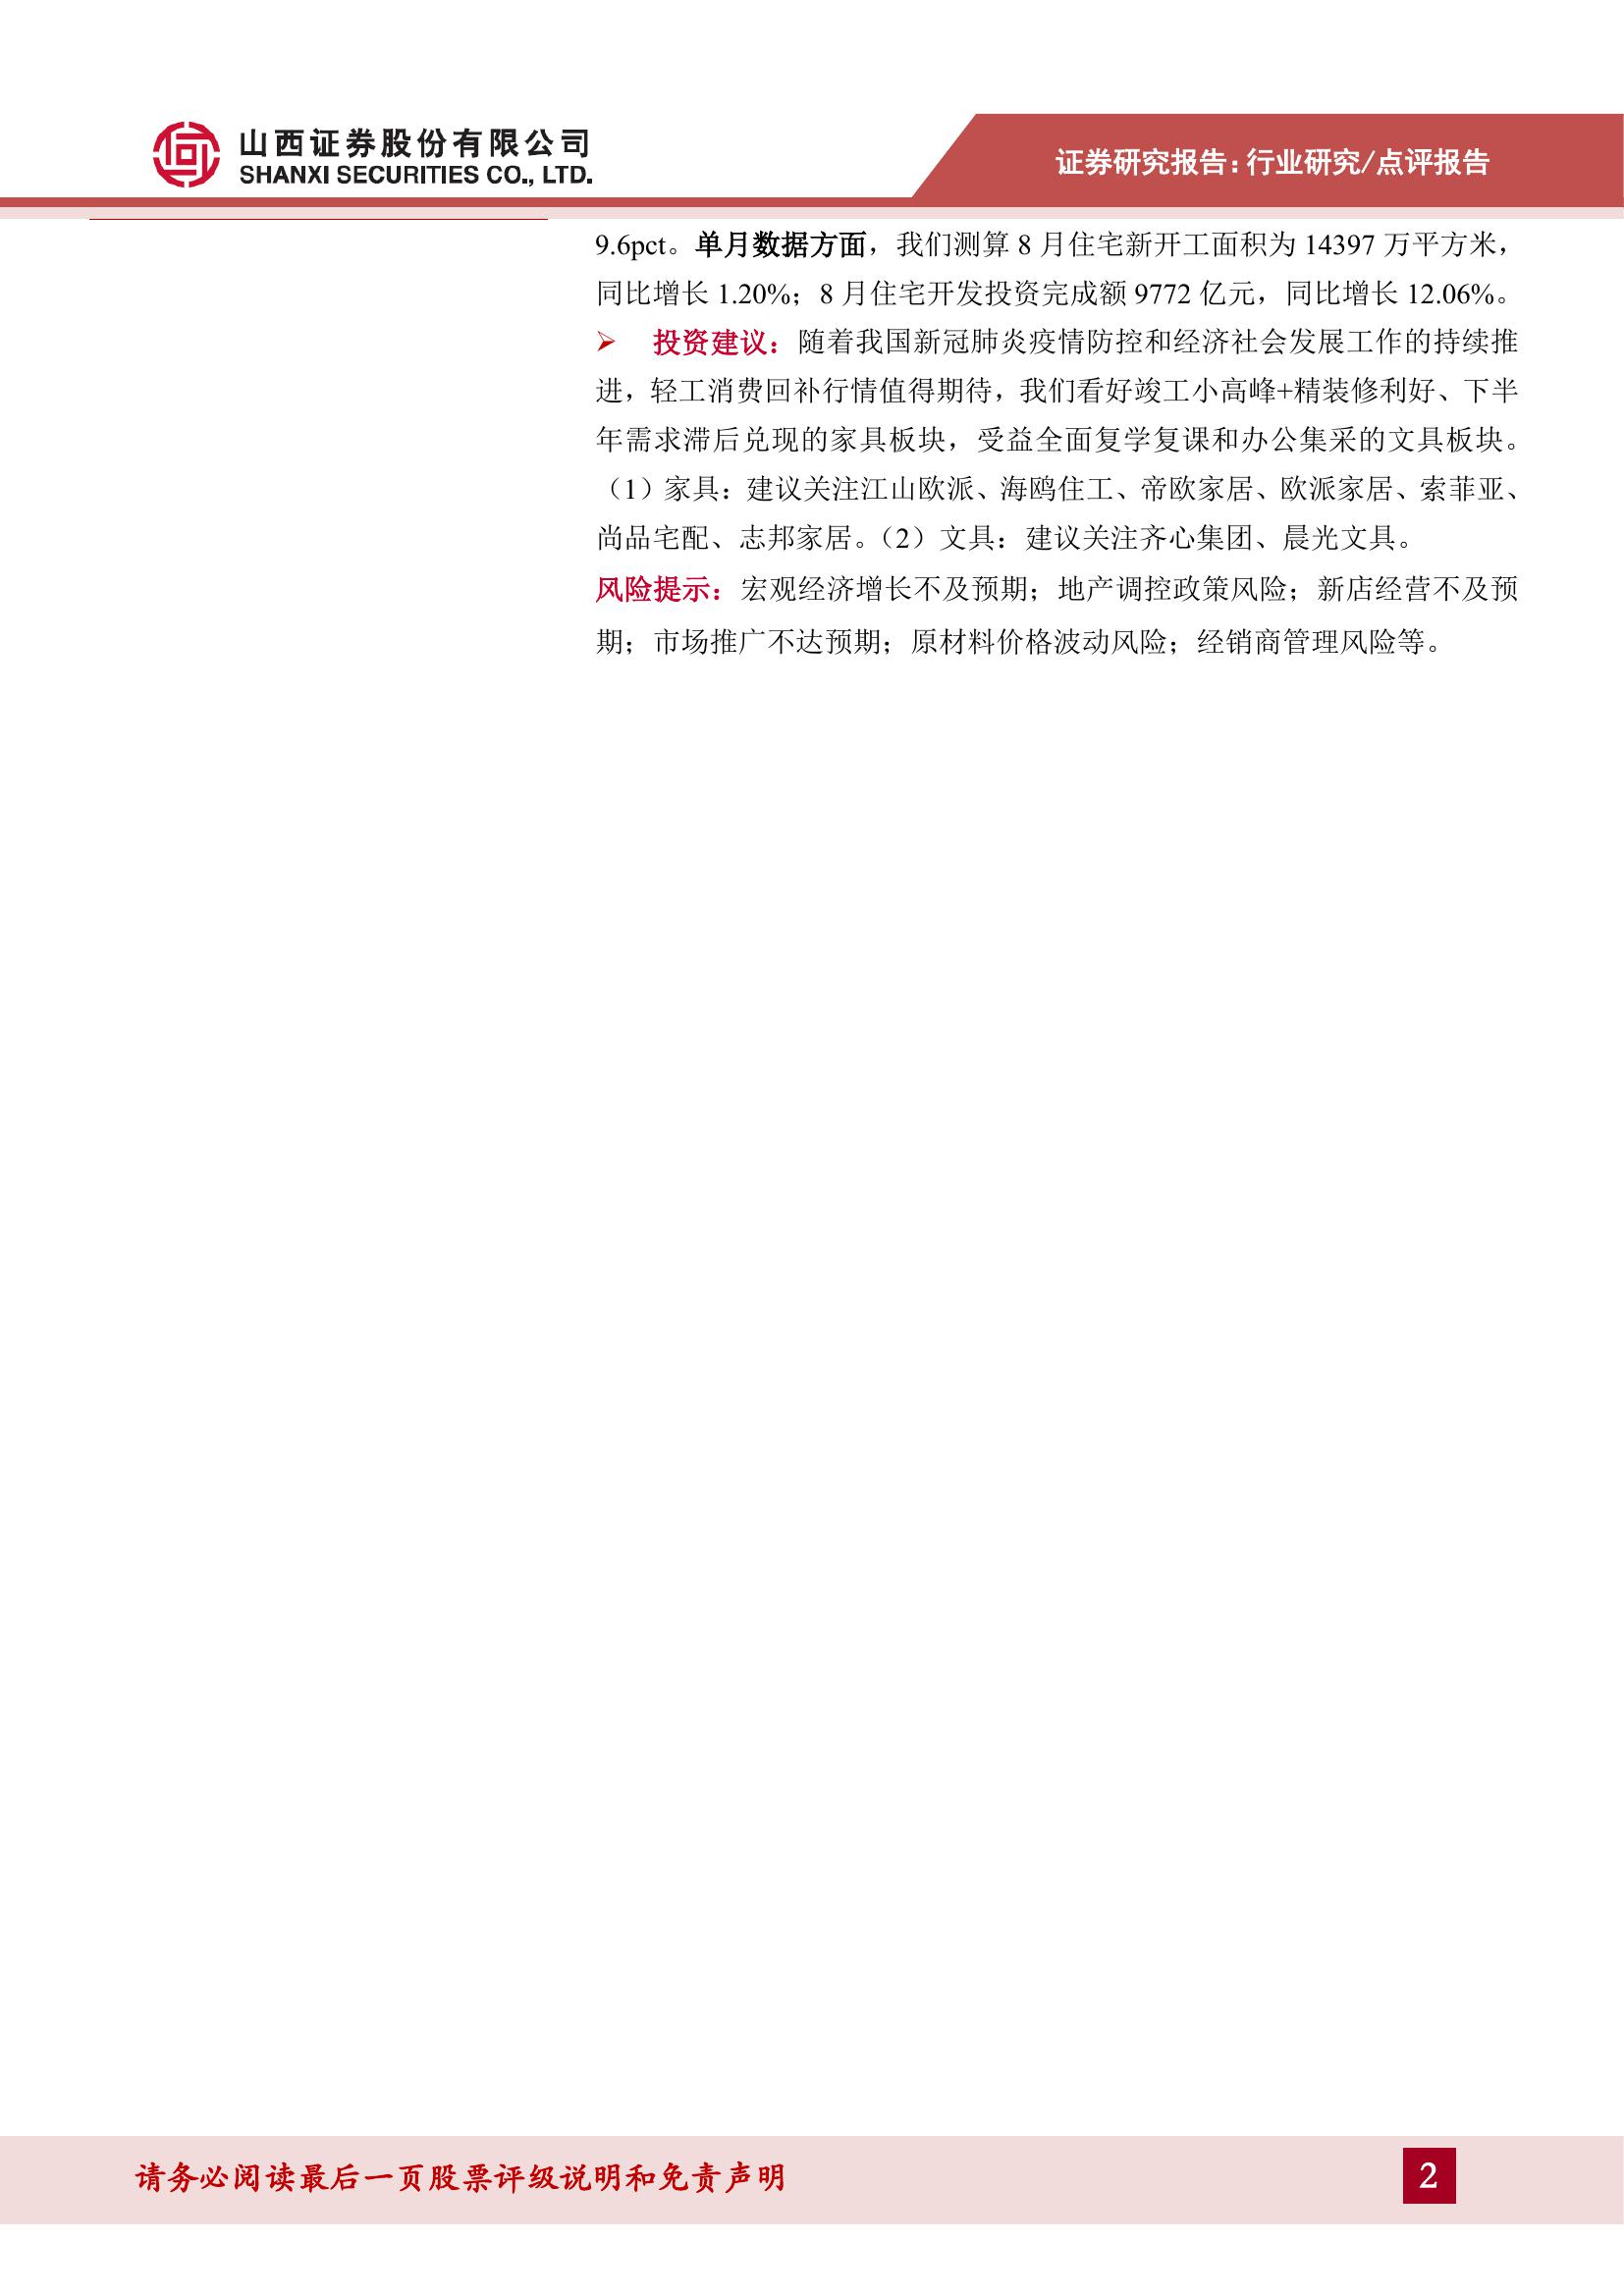 山西证券股份有限公司
SHANXI SECURITIES CO., LTD.
证券研究报告：行业研究/点评报告
9.6pct。单月数据方面，我们测算 8 月住宅新开工面积为 14397 万平方米，
同比增长 1.20%；8 月住宅开发投资完成额 9772 亿元，同比增长 12.06%。
➢ 投资建议：随着我国新冠肺炎疫情防控和经济社会发展工作的持续推
进，轻工消费回补行情值得期待，我们看好竣工小高峰+精装修利好、下半
年需求滞后兑现的家具板块，受益全面复学复课和办公集采的文具板块。
（1）家具：建议关注江山欧派、海鸥住工、帝欧家居、欧派家居、索菲亚、
尚品宅配、志邦家居。（2）文具：建议关注齐心集团、晨光文具。
风险提示：宏观经济增长不及预期；地产调控政策风险；新店经营不及预
期；市场推广不达预期；原材料价格波动风险；经销商管理风险等。
请务必阅读最后一页股票评级说明和免责声明
2